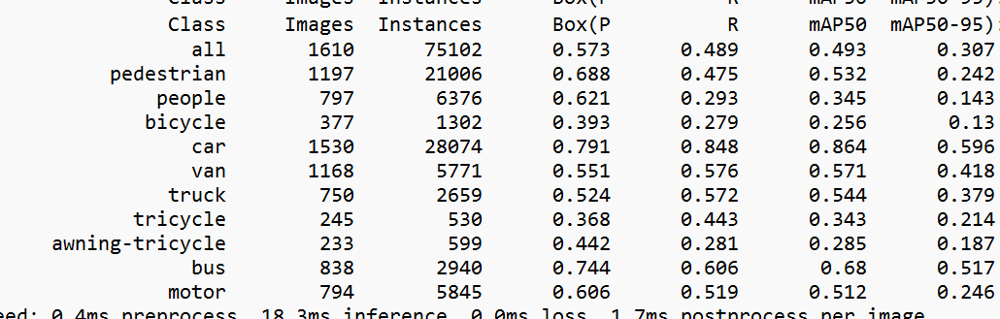 Class Images Instances Box(P R mAP50 mAP50-95):
Class Images Instances Box(P R mAP50 mAP50-95):
all 1610 75102 0.573 0.489 0.493 0.307
pedestrian 1197 21006 0.688 0.475 0.532 0.242
people 797 6376 0.621 0.293 0.345 0.143
bicycle 377 1302 0.393 0.279 0.256 0.13
car 1530 28074 0.791 0.848 0.864 0.596
van 1168 5771 0.551 0.576 0.571 0.418
truck 750 2659 0.524 0.572 0.544 0.379
tricycle 245 530 0.368 0.443 0.343 0.214
awning-tricycle 233 599 0.442 0.281 0.285 0.187
bus 838 2940 0.744 0.606 0.68 0.517
motor 794 5845 0.606 0.519 0.512 0.246
eed: 0.4ms preprocess, 18.3ms inference, 0.0ms loss, 1.7ms postprocess per image